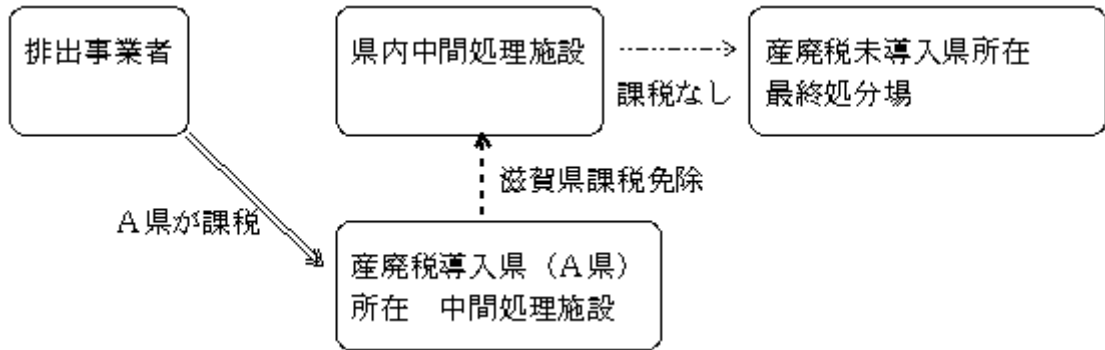 排出事業者
県内中間処理施設
課税なし
産廃税未導入県所在
最終処分場
滋賀県課税免除
A県が課税
産廃税導入県(A県)
所在 中間処理施設